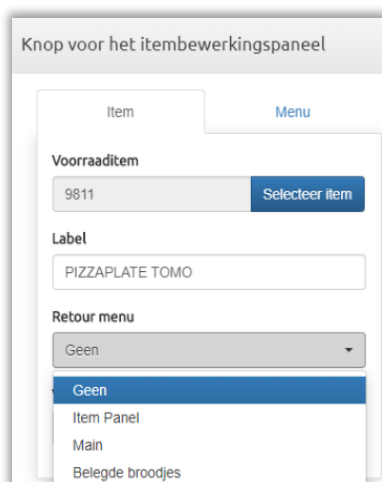 Knop voor het itembewerkingspaneel
Item Menu
Voorraaditem
9811 Selecteer item
Label
PIZZAPLATE TOMO
Retour menu
Geen
Geen
Item Panel
Main
Belegde broodjes